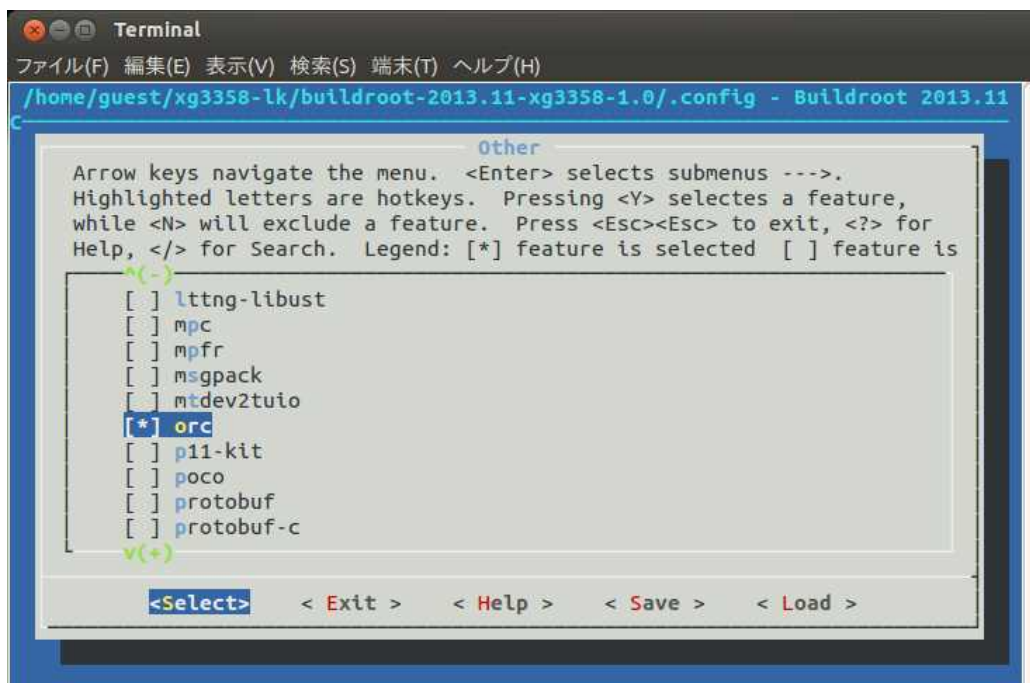 Terminal
ファイル(F) 編集(E) 表示(V) 検索(S) 端末(T) ヘルプ(H)
/home/guest/xg3358-lk/buildroot-2013.11-xg3358-1.0/.config - Buildroot 2013.11
C
Other
Arrow keys navigate the menu. <Enter> selects submenus --->.
Highlighted letters are hotkeys. Pressing <Y> selectes a feature,
while <N> will exclude a feature. Press <Esc><Esc> to exit, <?> for
Help, </> for Search. Legend: [*] feature is selected [ ] feature is
^(-)
[ ] lttng-libust
[ ] mpc
[ ] mpfr
[ ] msgpack
[ ] mtdev2tuio
[*] orc
[ ] p11-kit
[ ] poco
[ ] protobuf
[ ] protobuf-c
v(+)
<Select> < Exit > < Help > < Save > < Load >